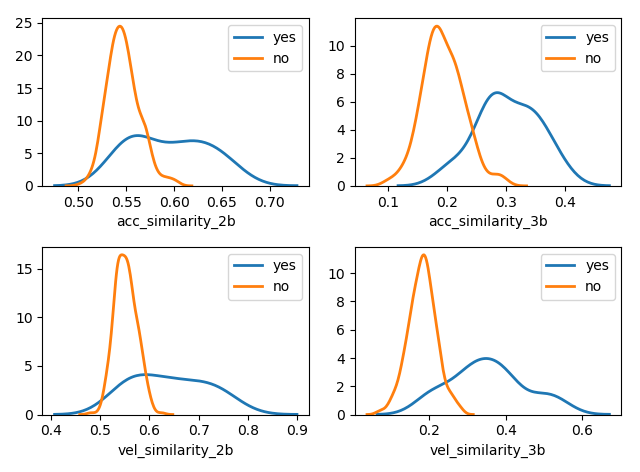 25
20
15
10
5
0
0.50 0.55 0.60 0.65 0.70
acc_similarity_2b
yes
no
10
8
6
4
2
0
0.1 0.2 0.3 0.4
acc_similarity_3b
yes
no
15
10
5
0
0.4 0.5 0.6 0.7 0.8 0.9
vel_similarity_2b
yes
no
10
8
6
4
2
0
0.2 0.4 0.6
vel_similarity_3b
yes
no